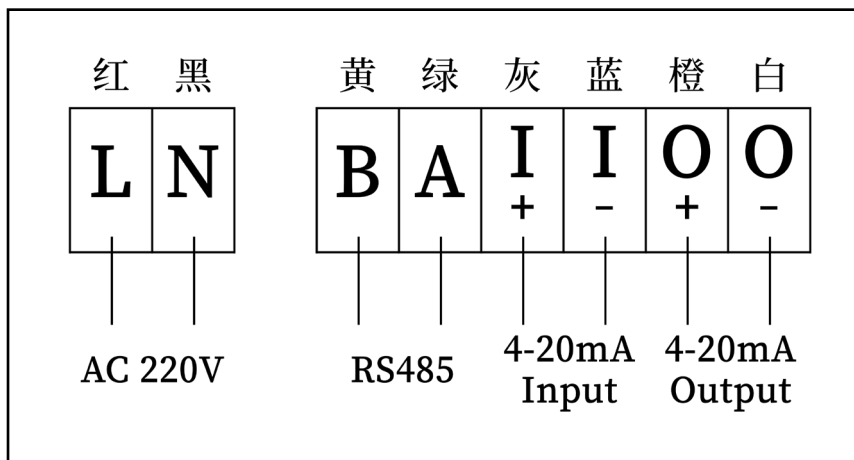 红 黑 黄 绿 灰 蓝 橙 白
L N B A I I O O
+ - + -
AC 220V RS485 4-20mA 4-20mA
Input Output